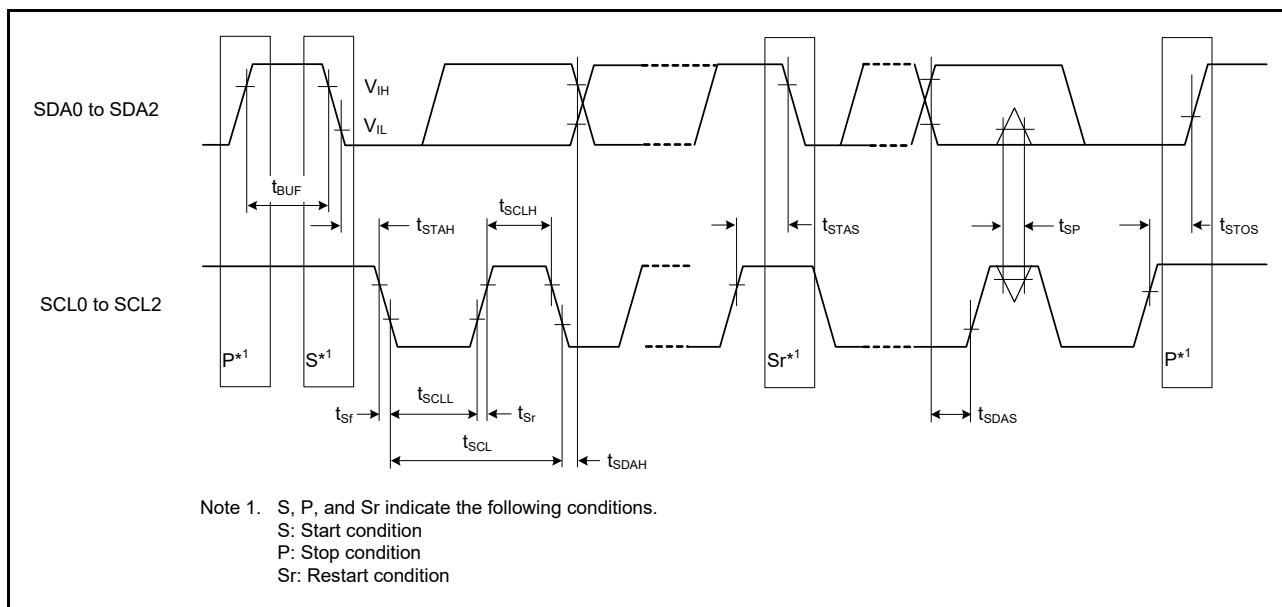 SDA0 to SDA2
VIH
VIL
tBUF
tSTAH
tSCLH
tSTAS
tSP
tSTOS
SCL0 to SCL2
P*1
S*1
Sr*1
P*1
tSf
tSCLL
tSr
tSCL
tSDAH
tSDAS
Note 1. S, P, and Sr indicate the following conditions.
S: Start condition
P: Stop condition
Sr: Restart condition